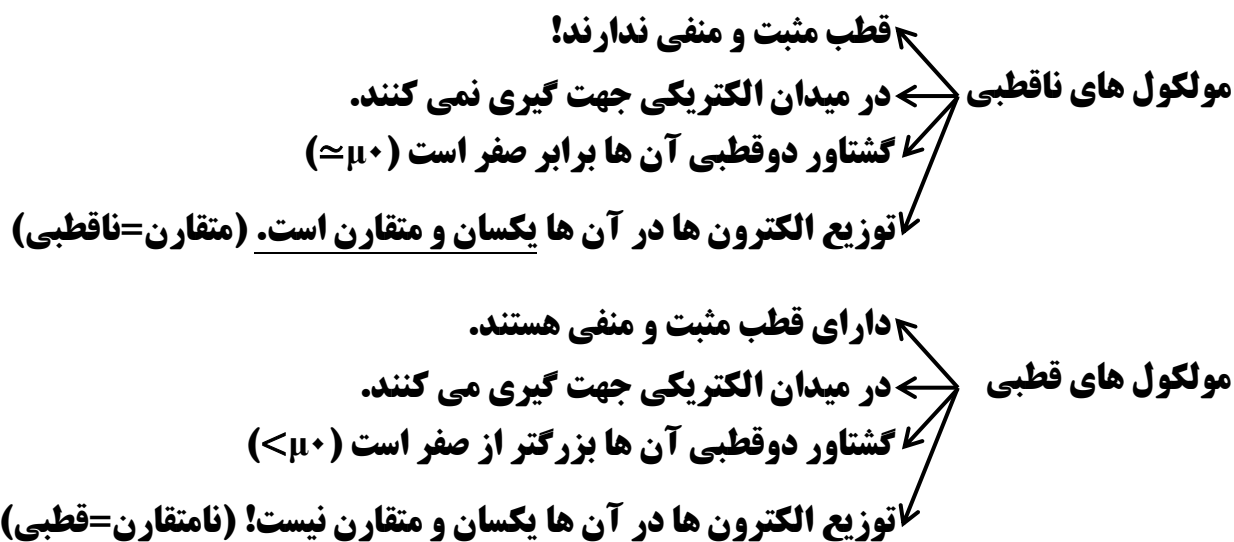 مولکول های ناقطبی
قطب مثبت و منفی ندارند!
در میدان الکتریکی جهت گیری نمی کنند.
گشتاور دوقطبی آن ها برابر صفر است (≃μ۰)
توزیع الکترون ها در آن ها یکسان و متقارن است. (متقارن=ناقطبی)
مولکول های قطبی
دارای قطب مثبت و منفی هستند.
در میدان الکتریکی جهت گیری می کنند.
گشتاور دوقطبی آن ها بزرگتر از صفر است (<μ۰)
توزیع الکترون ها در آن ها یکسان و متقارن نیست! (نامتقارن=قطبی)